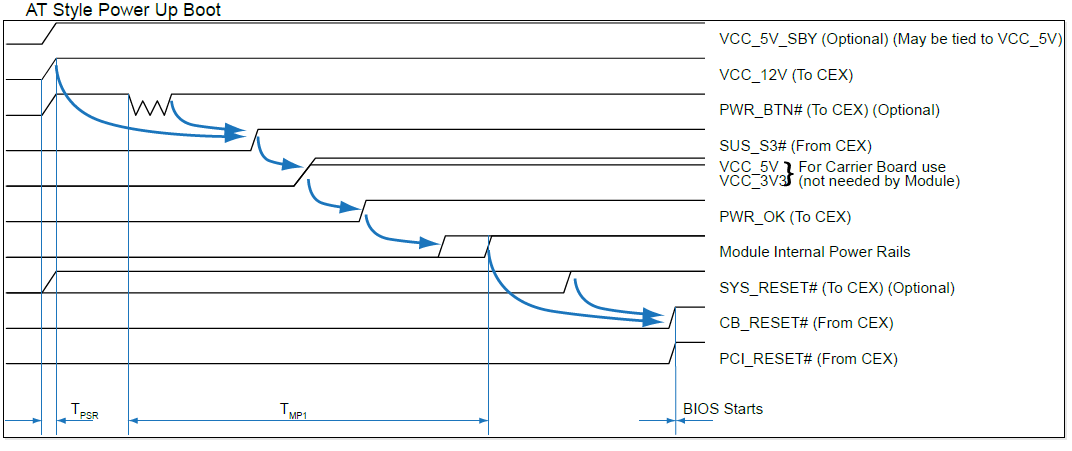 AT Style Power Up Boot
VCC_5V_SBY (Optional) (May be tied to VCC_5V)
VCC_12V (To CEX)
PWR_BTN# (To CEX) (Optional)
SUS_S3# (From CEX)
VCC_5V } For Carrier Board use
VCC_3V3 (not needed by Module)
PWR_OK (To CEX)
Module Internal Power Rails
SYS_RESET# (To CEX) (Optional)
CB_RESET# (From CEX)
PCI_RESET# (From CEX)
TPSR
TMP1
BIOS Starts